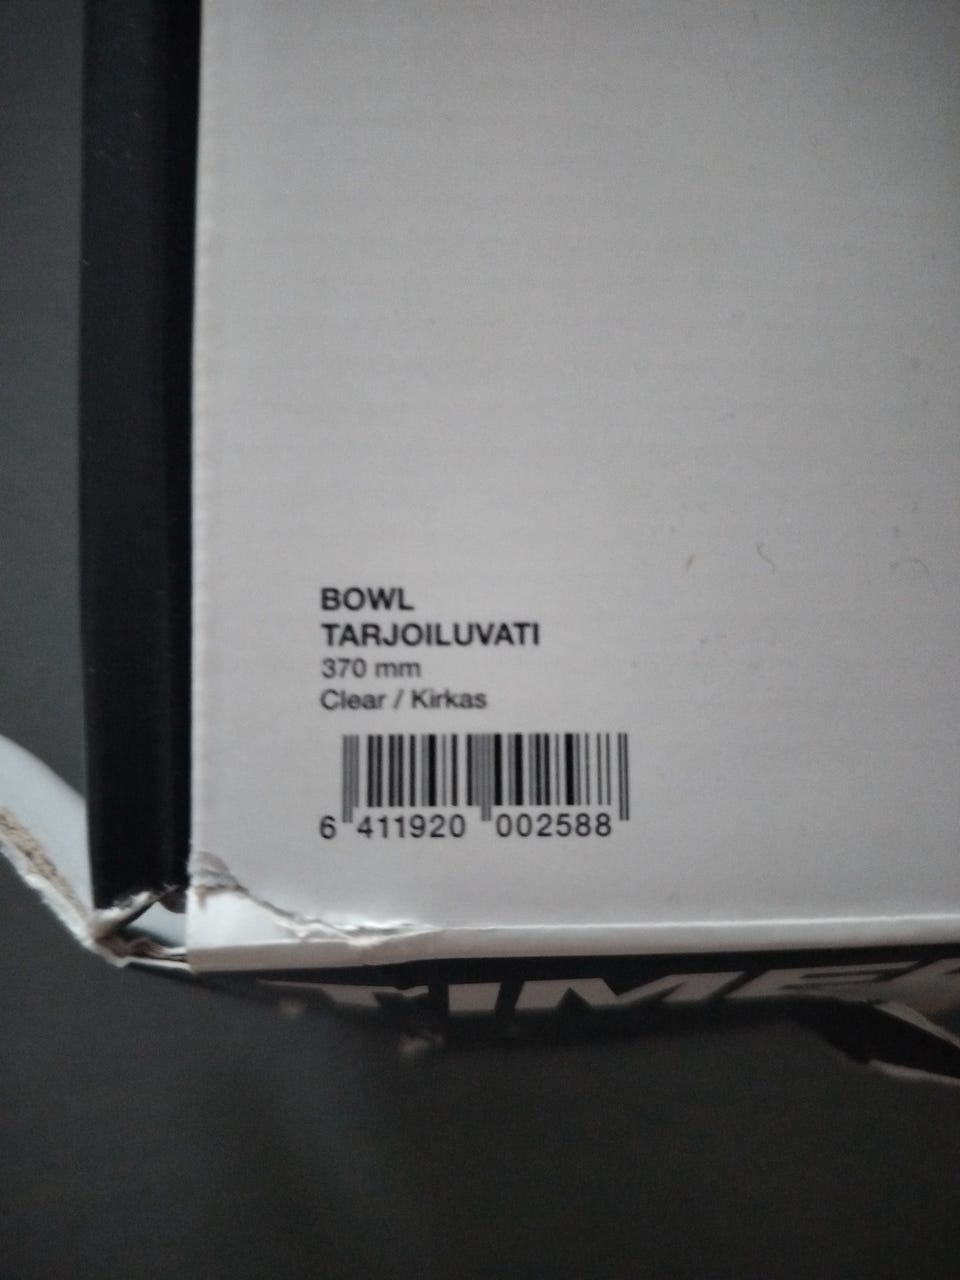 BOWL
TARJOILUVATI
370 mm
Clear / Kirkas
6 411920 002588